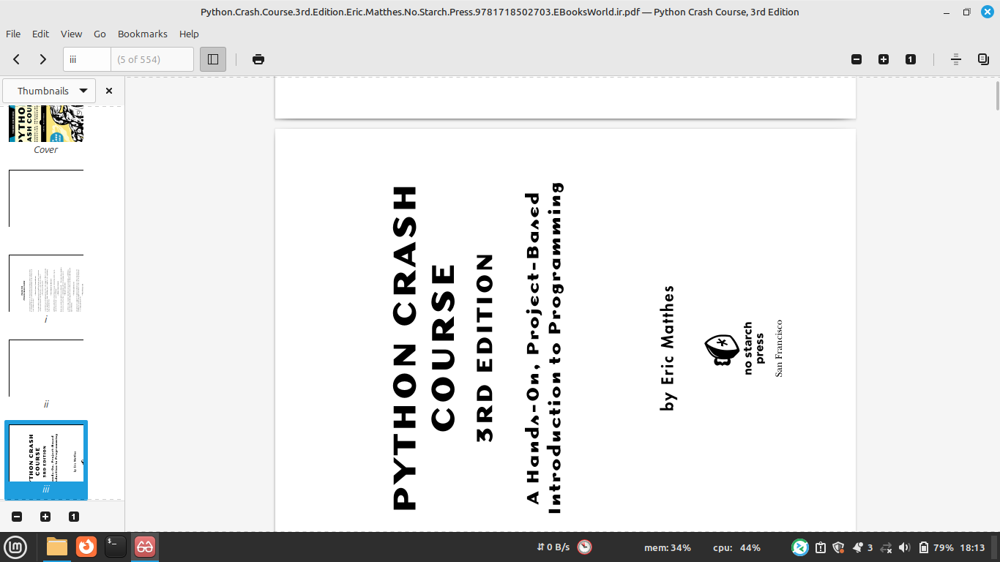 Python.Crash.Course.3rd.Edition.Eric.Matthes.No.Starch.Press.9781718502703.EBooksWorld.ir.pdf — Python Crash Course, 3rd Edition
File Edit View Go Bookmarks Help
iii (5 of 554)
1
Thumbnails
Cover
i
ii
iii
1
PYTHON CRASH
COURSE
3RD EDITION
A Hands-On, Project-Based
Introduction to Programming
by Eric Matthes
no starch
press
San Francisco
0 B/s mem: 34% cpu: 44% 3 79% 18:13